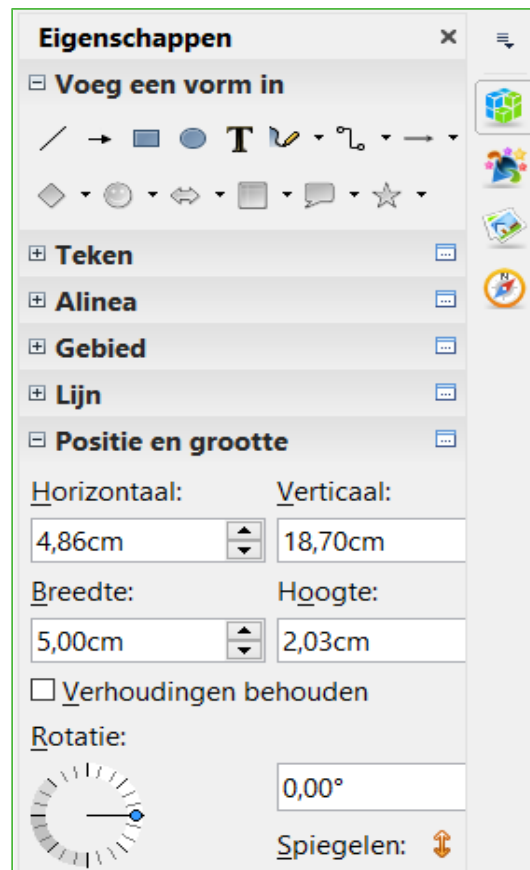 Eigenschappen
Voeg een vorm in
T
Teken
Alinea
Gebied
Lijn
Positie en grootte
Horizontaal: Verticaal:
4,86cm 18,70cm
Breedte: Hoogte:
5,00cm 2,03cm
Verhoudingen behouden
Rotatie:
0,00°
Spiegelen: